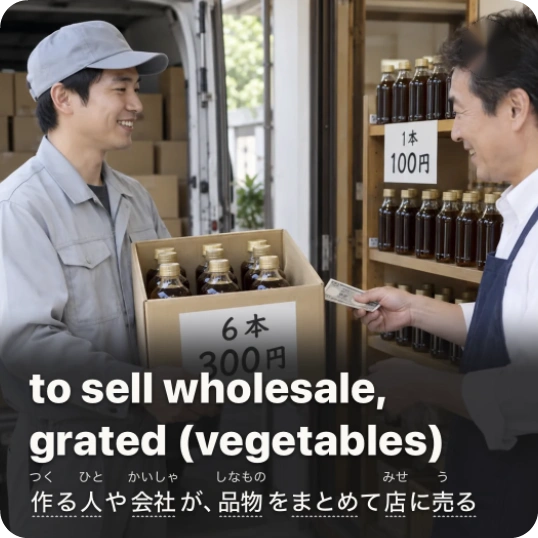 1本
100円
6本
300円
to sell wholesale,
grated (vegetables)
つく ひと かいしゃ しなもの みせ う
作る人や会社が、品物をまとめて店に売る